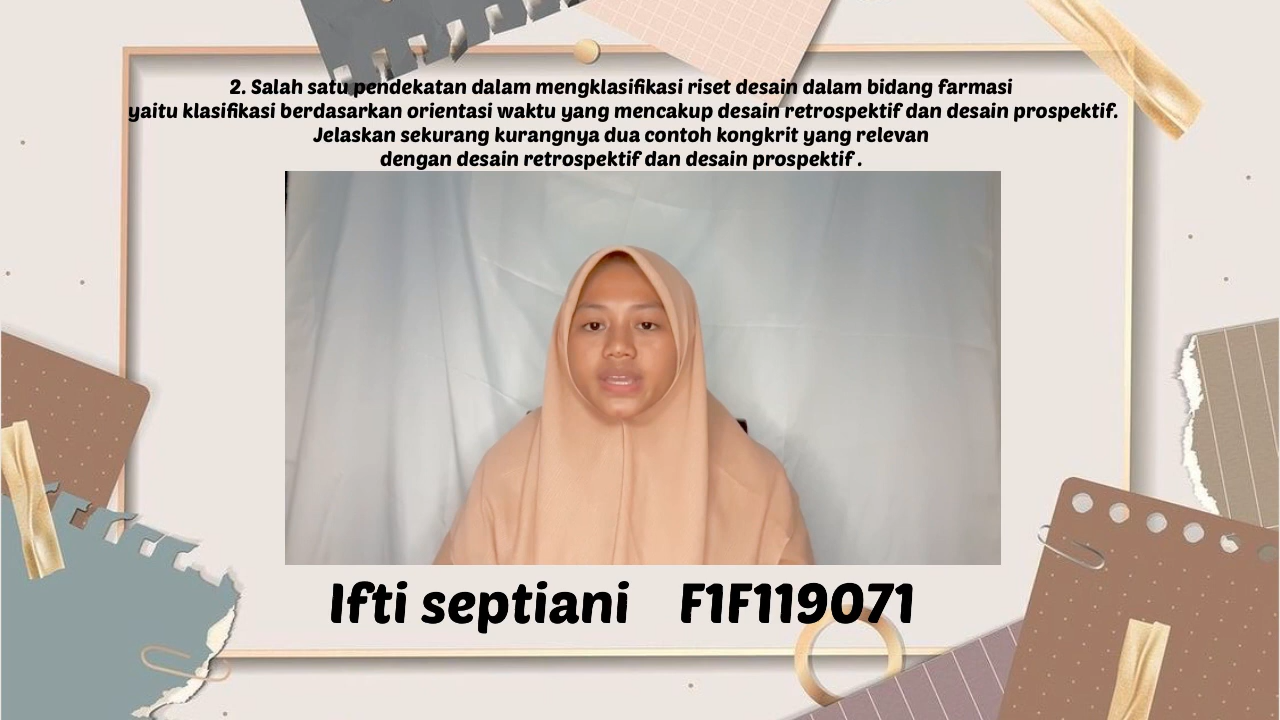 2. Salah satu pendekatan dalam mengklasifikasi riset desain dalam bidang farmasi
yaitu klasifikasi berdasarkan orientasi waktu yang mencakup desain retrospektif dan desain prospektif.
Jelaskan sekurang kurangnya dua contoh kongkrit yang relevan
dengan desain retrospektif dan desain prospektif .
Ifti septiani F1F119071